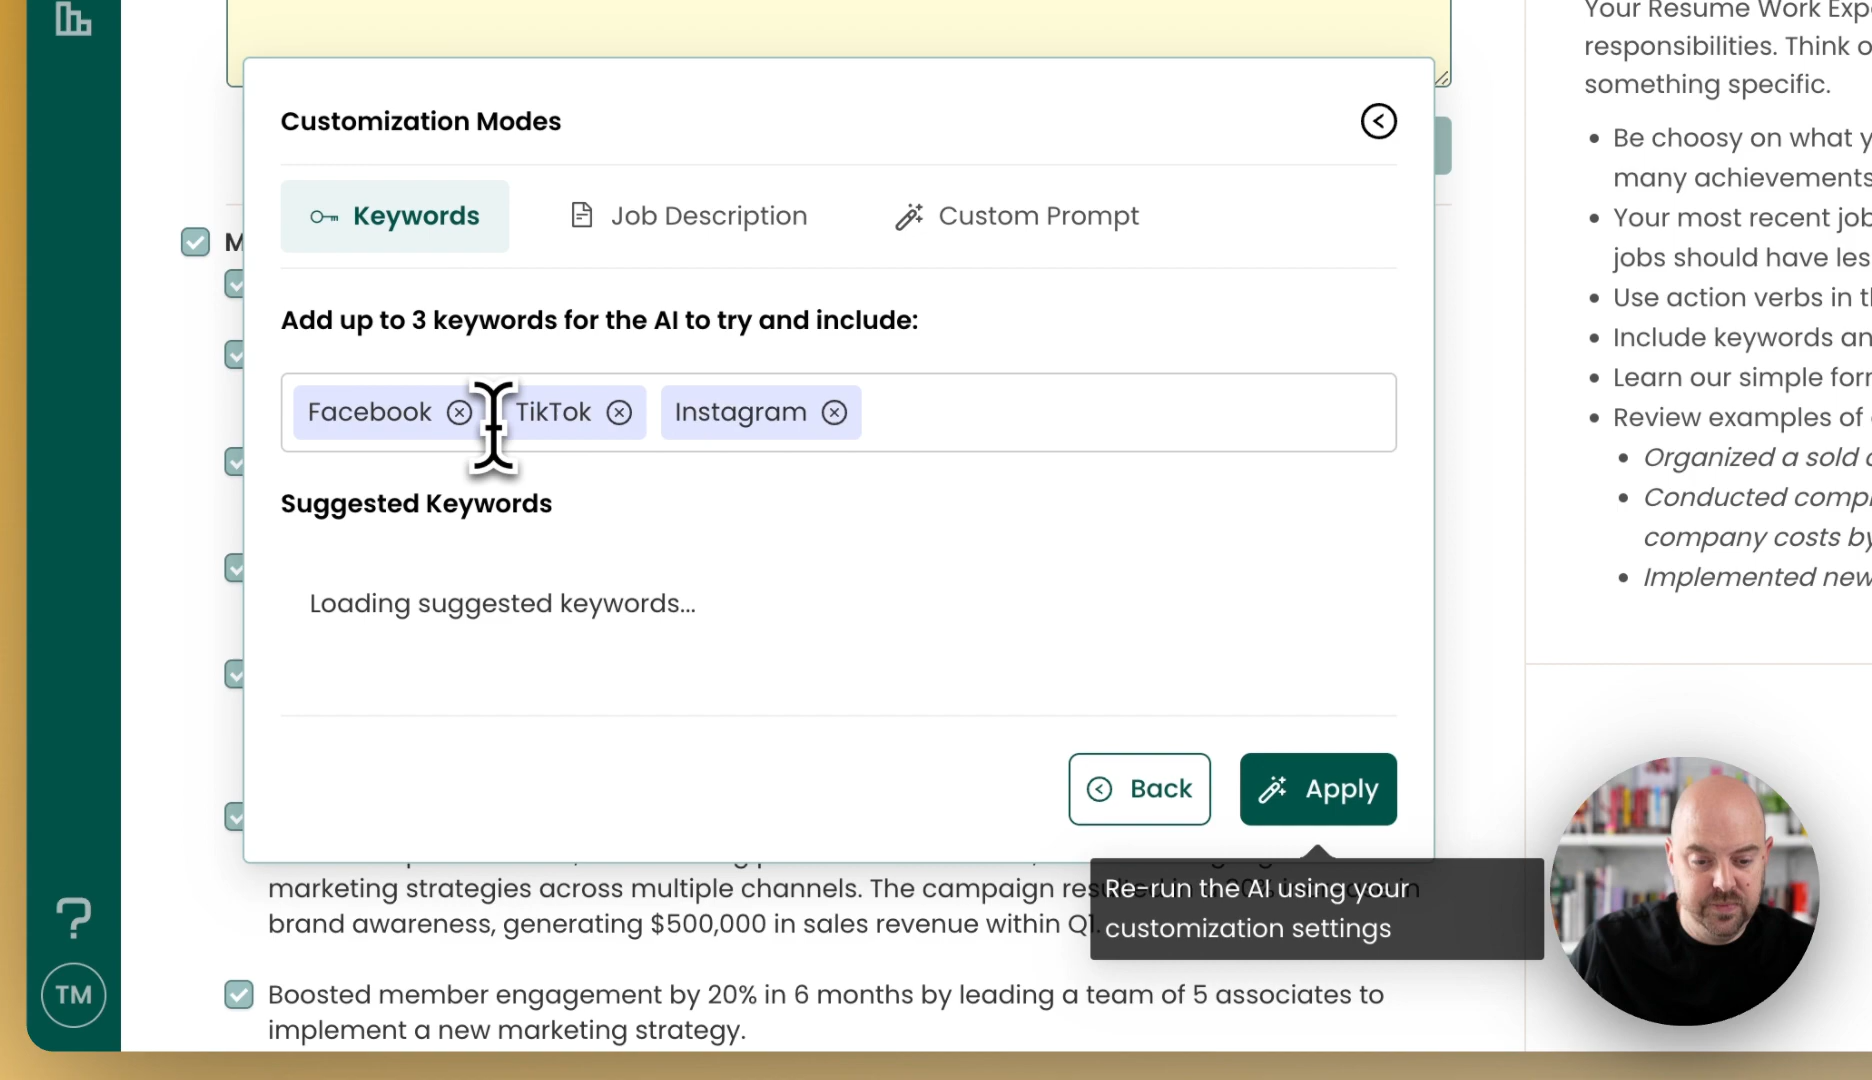 Customization Modes
Keywords
Job Description
Custom Prompt
Add up to 3 keywords for the AI to try and include:
Facebook
TikTok
Instagram
Suggested Keywords
Loading suggested keywords...
Back
Apply
Re-run the AI using your
customization settings
M
marketing strategies across multiple channels. The campaign
brand awareness, generating $500,000 in sales revenue within Q1.
Boosted member engagement by 20% in 6 months by leading a team of 5 associates to
implement a new marketing strategy.
Your Resume Work Exp
responsibilities. Think o
something specific.
Be choosy on what y
many achievements
Your most recent job
jobs should have les
Use action verbs in t
Include keywords an
Learn our simple for
Review examples of
Organized a sold
Conducted comp
company costs by
Implemented new
TM